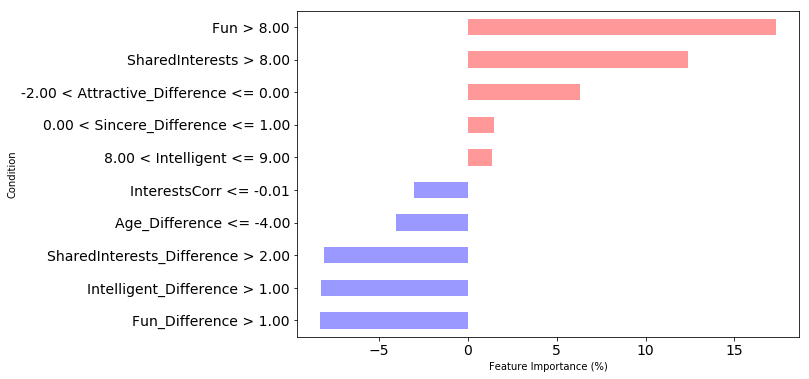 Fun > 8.00
SharedInterests > 8.00
-2.00 < Attractive_Difference <= 0.00
0.00 < Sincere_Difference <= 1.00
8.00 < Intelligent <= 9.00
InterestsCorr <= -0.01
Age_Difference <= -4.00
SharedInterests_Difference > 2.00
Intelligent_Difference > 1.00
Fun_Difference > 1.00
Condition
−5 0 5 10 15
Feature Importance (%)